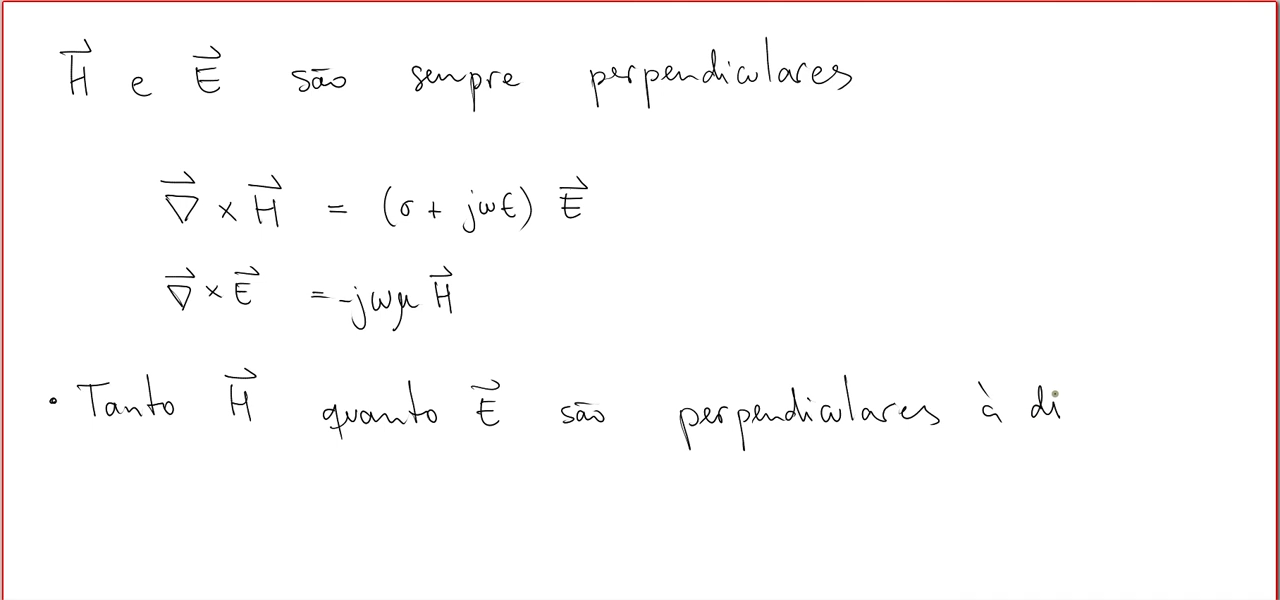 H⃗ e E⃗ são sempre perpendiculares
∇⃗ × H⃗ = (σ + jωϵ) E⃗
∇⃗ × E⃗ = -jωμ H⃗
• Tanto H⃗ quanto E⃗ são perpendiculares à di